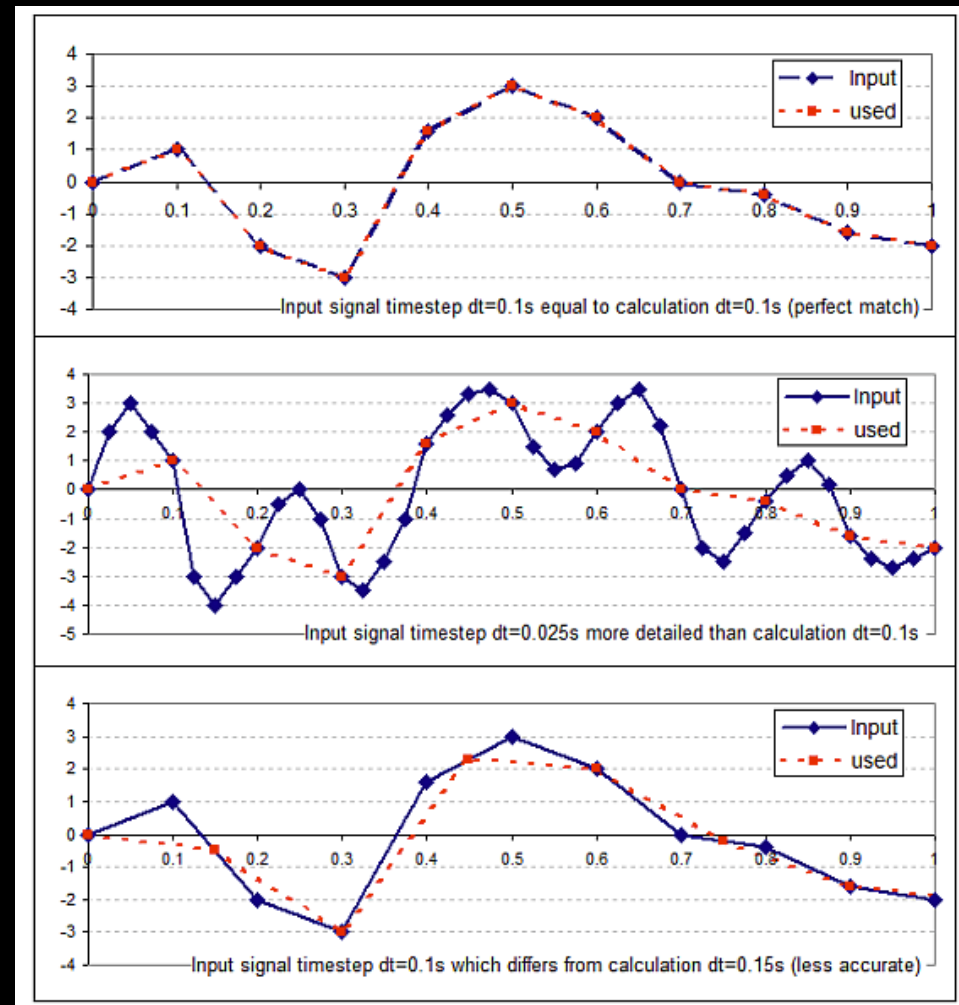 4
3
2
1
0
-1
-2
-3
-4
0 0.1 0.2 0.3 0.4 0.5 0.6 0.7 0.8 0.9 1
Input
used
Input signal timestep dt=0.1s equal to calculation dt=0.1s (perfect match)
4
3
2
1
0
-1
-2
-3
-4
-5
0 0.1 0.2 0.3 0.4 0.5 0.6 0.7 0.8 0.9 1
Input
used
Input signal timestep dt=0.025s more detailed than calculation dt=0.1s
4
3
2
1
0
-1
-2
-3
-4
0 0.1 0.2 0.3 0.4 0.5 0.6 0.7 0.8 0.9 1
Input
used
Input signal timestep dt=0.1s which differs from calculation dt=0.15s (less accurate)